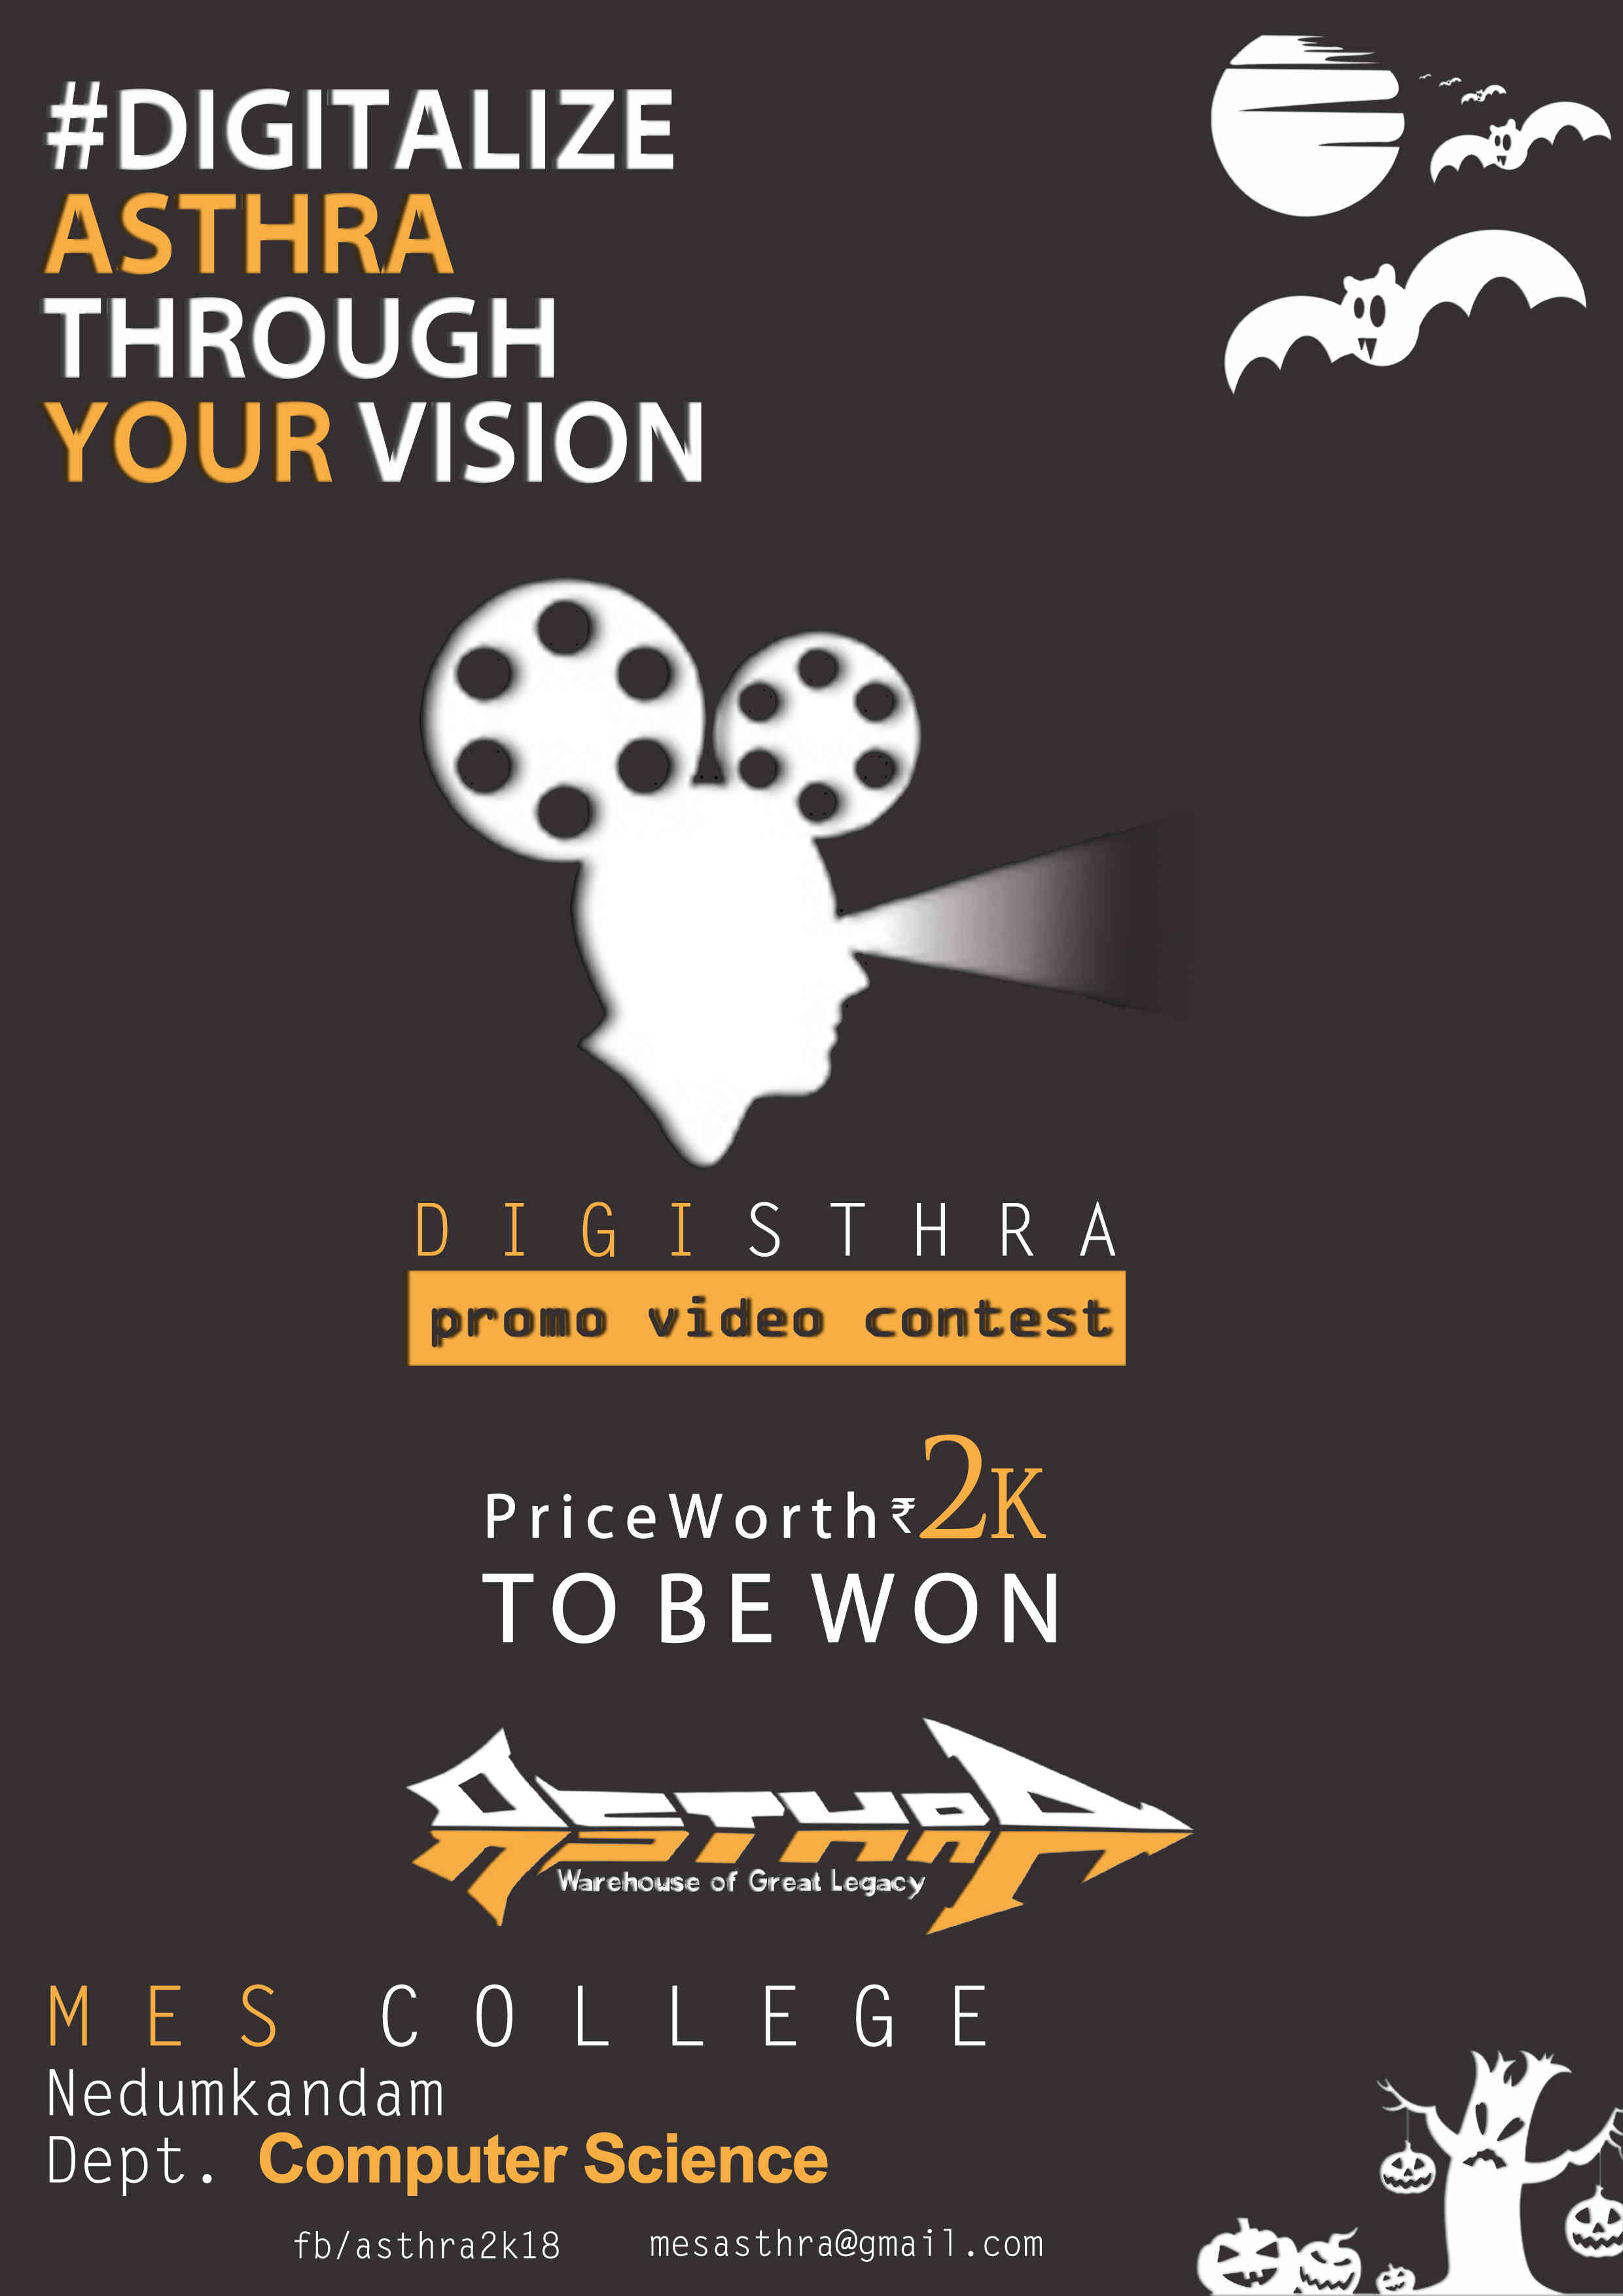 #DIGITALIZE
ASTHRA
THROUGH
YOUR VISION
DIGISTHRA
promo video contest
PriceWorth ₹2K
TO BE WON
ASTHRA
Warehouse of Great Legacy
MES COLLEGE
Nedumkandam
Dept. Computer Science
fb/asthra2k18 mesasthra@gmail.com